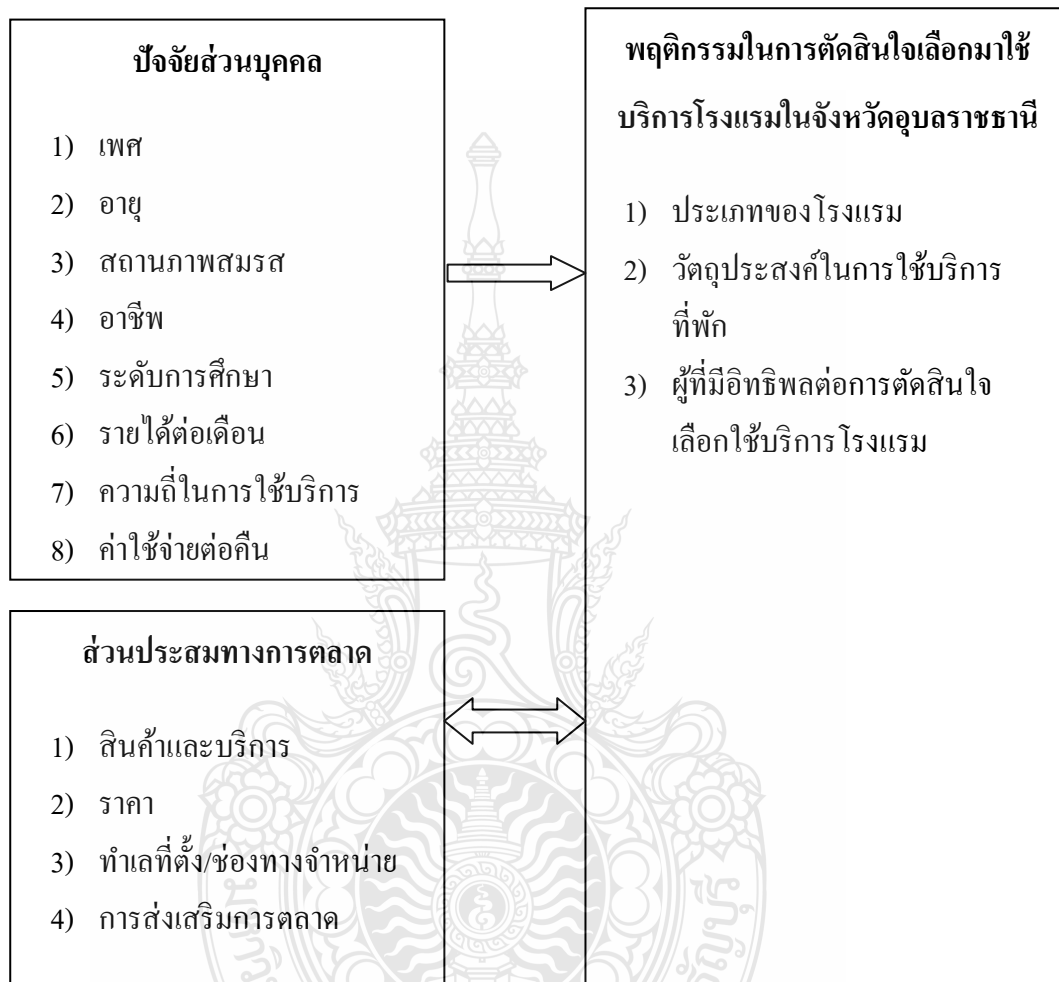 ปัจจัยส่วนบุคคล
1) เพศ
2) อายุ
3) สถานภาพสมรส
4) อาชีพ
5) ระดับการศึกษา
6) รายได้ต่อเดือน
7) ความถี่ในการใช้บริการ
8) ค่าใช้จ่ายต่อคืน
ส่วนประสมทางการตลาด
1) สินค้าและบริการ
2) ราคา
3) ทำเลที่ตั้ง/ช่องทางจำหน่าย
4) การส่งเสริมการตลาด
พฤติกรรมในการตัดสินใจเลือกมาใช้
บริการโรงแรมในจังหวัดอุบลราชธานี
1) ประเภทของโรงแรม
2) วัตถุประสงค์ในการใช้บริการ
ที่พัก
3) ผู้ที่มีอิทธิพลต่อการตัดสินใจ
เลือกใช้บริการโรงแรม